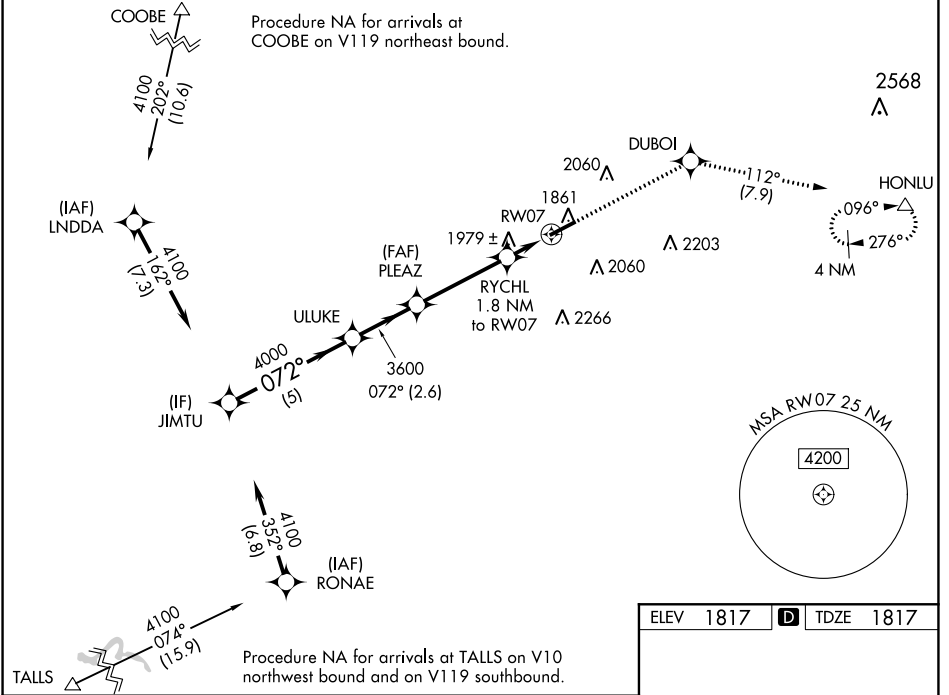 COOBE
Procedure NA for arrivals at
COOBE on V119 northeast bound.
4100
202°
(10.6)
2568
DUBOI
2060
112°
(7.9)
HONLU
(IAF)
LNDDA
1861
RW07
096°
1979 ±
276°
2203
4100
162°
(7.3)
(FAF)
PLEAZ
4 NM
2060
RYCHL
1.8 NM
to RW07
ULUKE
2266
4000
072°
(5)
3600
072° (2.6)
(IF)
JIMTU
MSA RW07 25 NM
4200
4100
352°
(6.8)
(IAF)
RONAE
4100
074°
(15.9)
ELEV 1817 D TDZE 1817
Procedure NA for arrivals at TALLS on V10
northwest bound and on V119 southbound.
TALLS